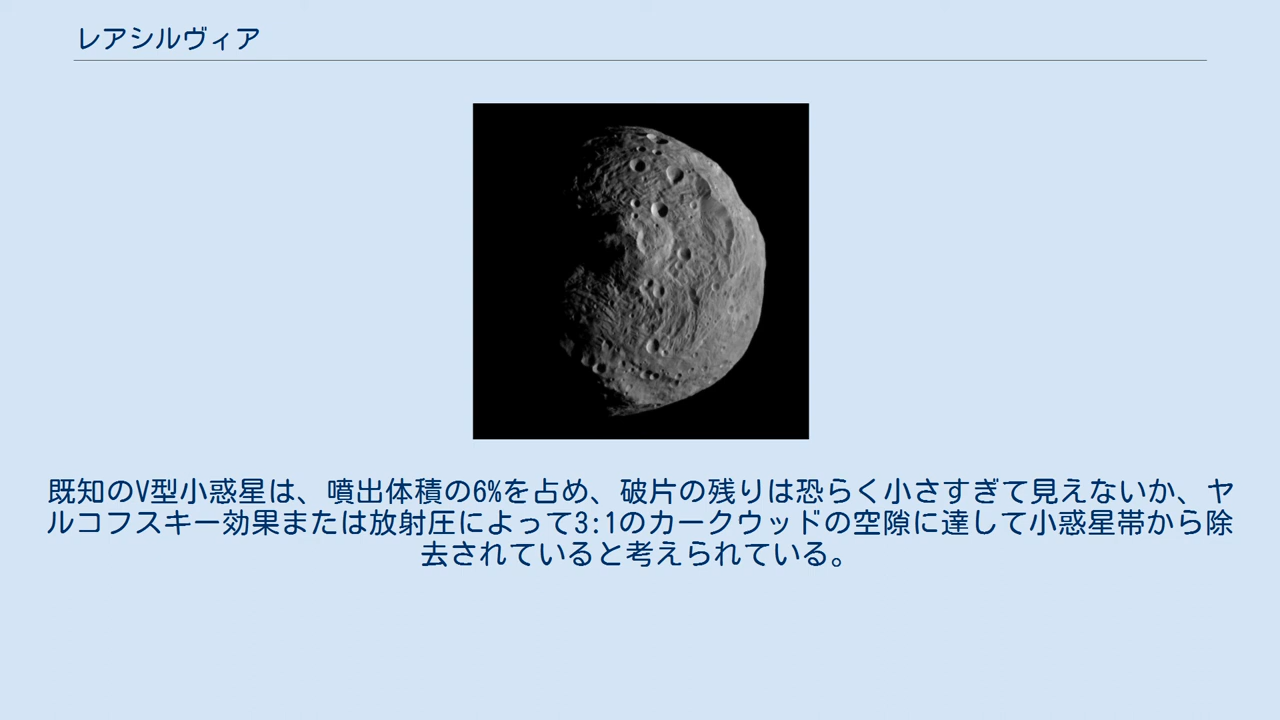 レアシルヴィア
既知のV型小惑星は、噴出体積の6%を占め、破片の残りは恐らく小さすぎて見えないか、ヤ
ルコフスキー効果または放射圧によって3:1のカークウッドの空隙に達して小惑星帯から除
去されていると考えられている。